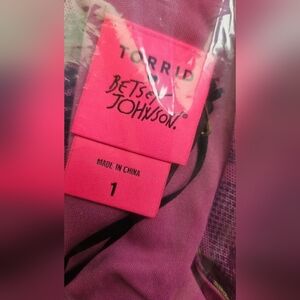 TORRID
BETSEY
JOHNSON®
MADE IN CHINA
1